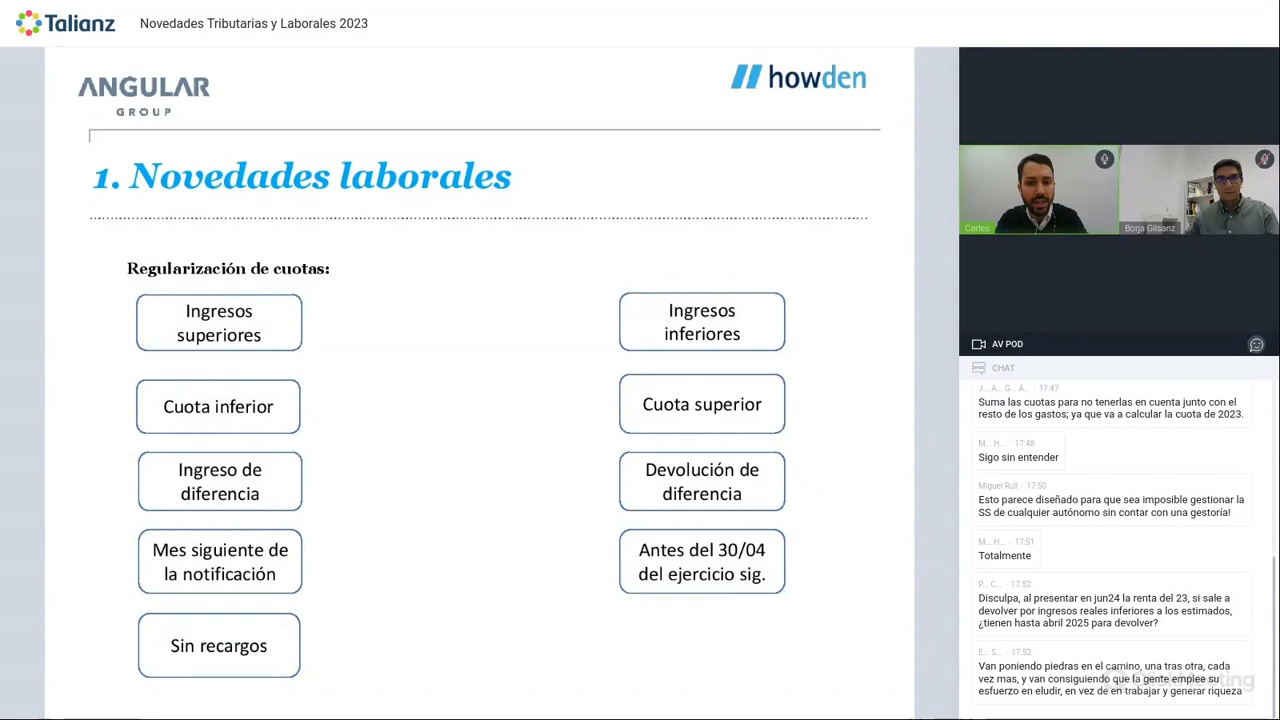 Talianz
Novedades Tributarias y Laborales 2023
ANGULAR
GROUP
howden
1. Novedades laborales
Regularización de cuotas:
Ingresos
superiores
Ingresos
inferiores
Cuota inferior
Cuota superior
Ingreso de
diferencia
Devolución de
diferencia
Mes siguiente de
la notificación
Antes del 30/04
del ejercicio sig.
Sin recargos
Carles
Borja Gilsanz
AV POD
CHAT
J... A... G... A... · 17:47
Suma las cuotas para no tenerlas en cuenta junto con el
resto de los gastos; ya que va a calcular la cuota de 2023.
M... H... · 17:48
Sigo sin entender
Miguel Rull · 17:50
Esto parece diseñado para que sea imposible gestionar la
SS de cualquier autónomo sin contar con una gestoría!
M... H... · 17:51
Totalmente
P... C... · 17:52
Disculpa, al presentar en jun24 la renta del 23, si sale a
devolver por ingresos reales inferiores a los estimados,
¿tienen hasta abril 2025 para devolver?
E... S... · 17:52
Van poniendo piedras en el camino, una tras otra, cada
vez mas, y van consiguiendo que la gente emplee su
esfuerzo en eludir, en vez de en trabajar y generar riqueza